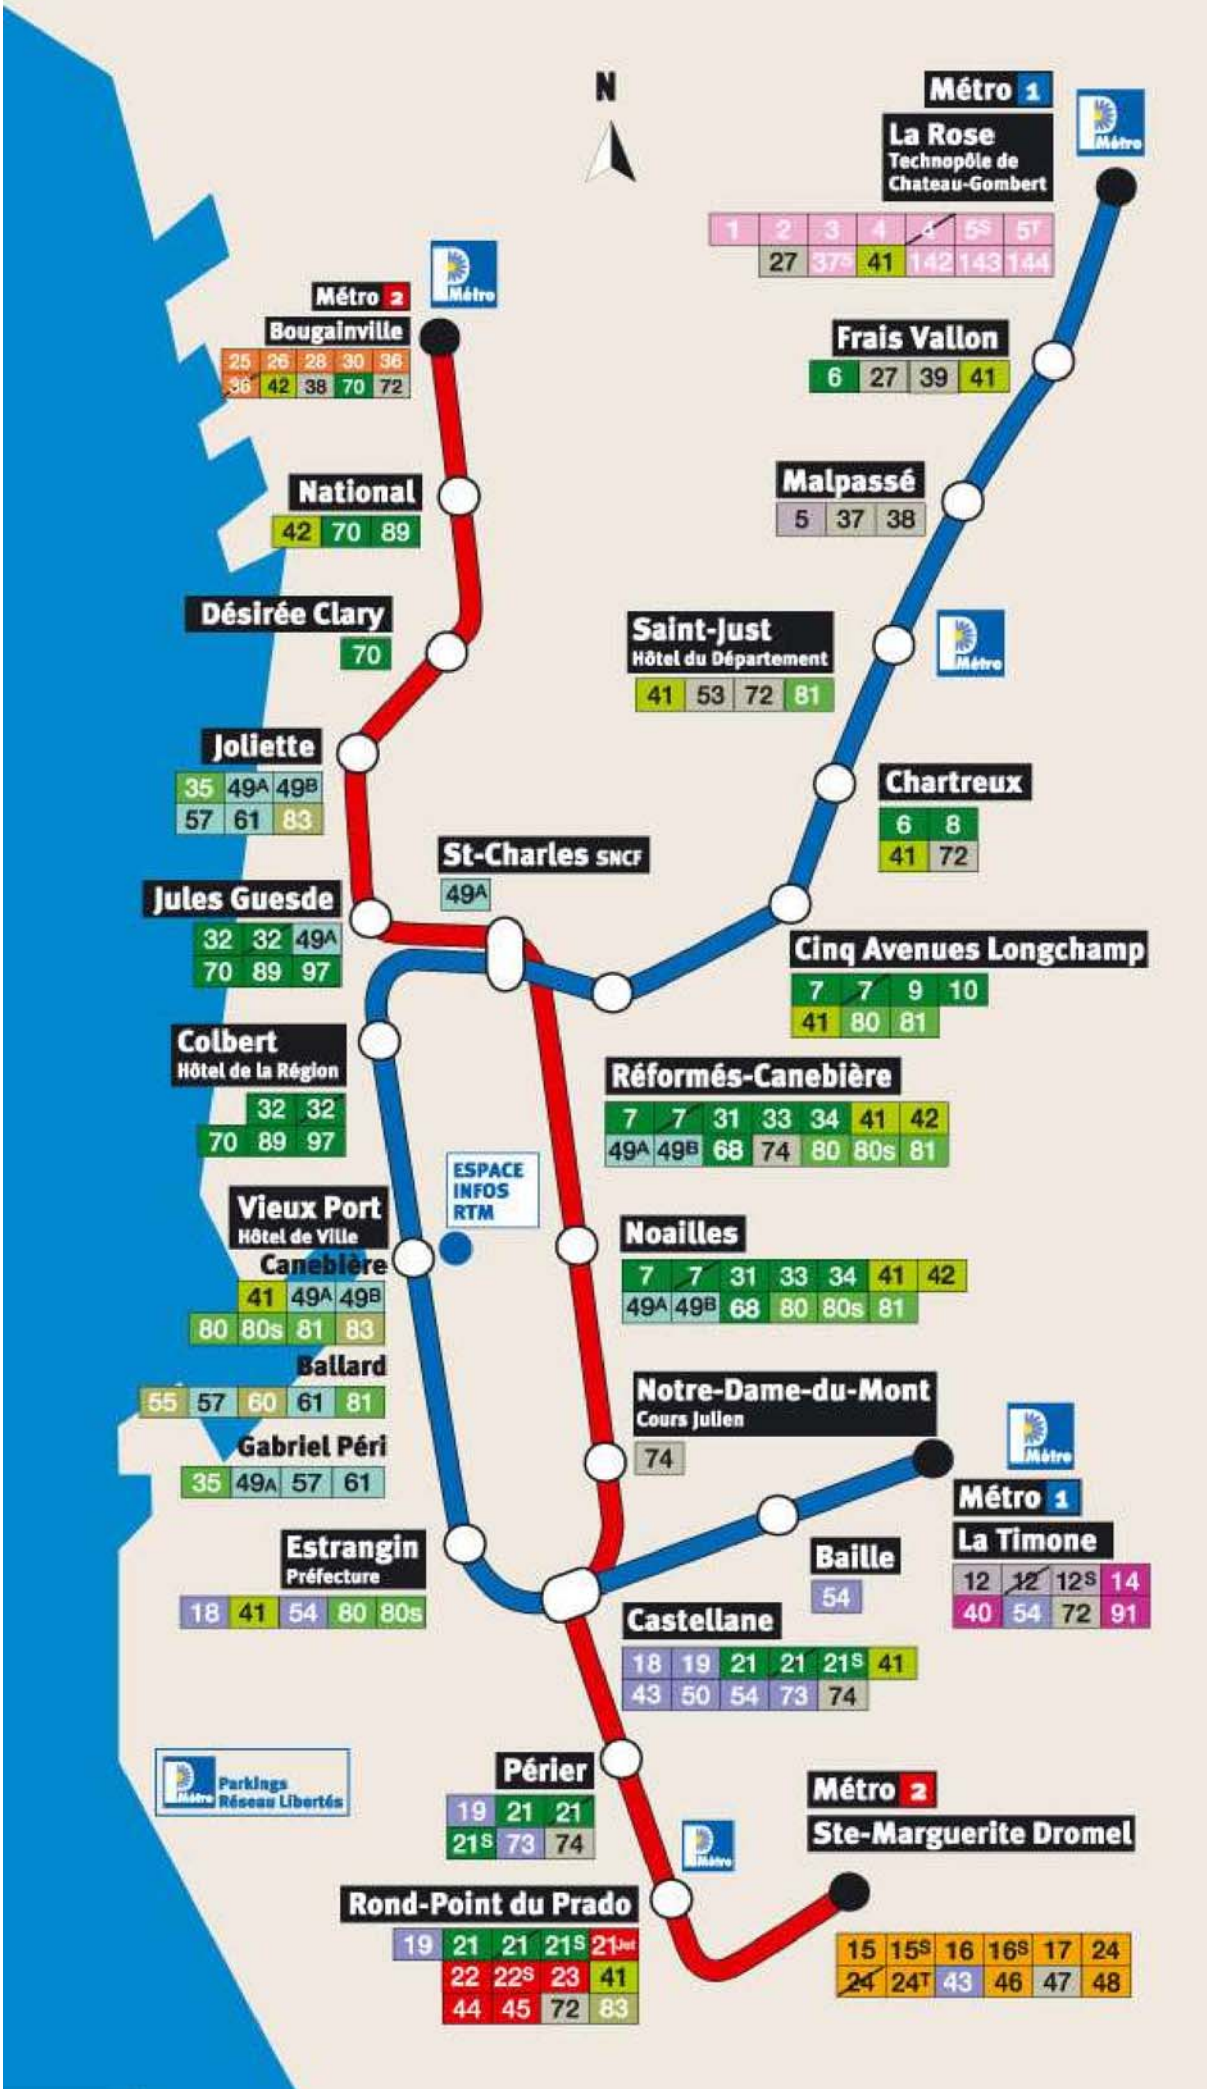 N
Métro 1
La Rose
Technopôle de
Chateau-Gombert
P Métro
1 2 3 4 4 5S 5T
27 37S 41 142 143 144
P Métro
Métro 2
Bougainville
25 26 28 30 36
36 42 38 70 72
Frais Vallon
6 27 39 41
Malpassé
5 37 38
National
42 70 89
Désirée Clary
70
Saint-Just
Hôtel du Département
41 53 72 81
P Métro
Joliette
35 49A 49B
57 61 83
Chartreux
6 8
41 72
St-Charles SNCF
49A
Jules Guesde
32 32 49A
70 89 97
Cinq Avenues Longchamp
7 7 9 10
41 80 81
Colbert
Hôtel de la Région
32 32
70 89 97
Réformés-Canebière
7 7 31 33 34 41 42
49A 49B 68 74 80 80s 81
ESPACE
INFOS
RTM
Vieux Port
Hôtel de Ville
Canebière
41 49A 49B
80 80s 81 83
Ballard
55 57 60 61 81
Gabriel Péri
35 49A 57 61
Noailles
7 7 31 33 34 41 42
49A 49B 68 80 80s 81
Notre-Dame-du-Mont
Cours Julien
74
P Métro
Métro 1
La Timone
12 12 12S 14
40 54 72 91
Baille
54
Estrangin
Préfecture
18 41 54 80 80s
Castellane
18 19 21 21 21S 41
43 50 54 73 74
P Métro
Parkings
Réseau Libertés
Périer
19 21 21
21S 73 74
P Métro
Métro 2
Ste-Marguerite Dromel
15 15S 16 16S 17 24
24 24T 43 46 47 48
Rond-Point du Prado
19 21 21 21S 21Jet
22 22S 23 41
44 45 72 83